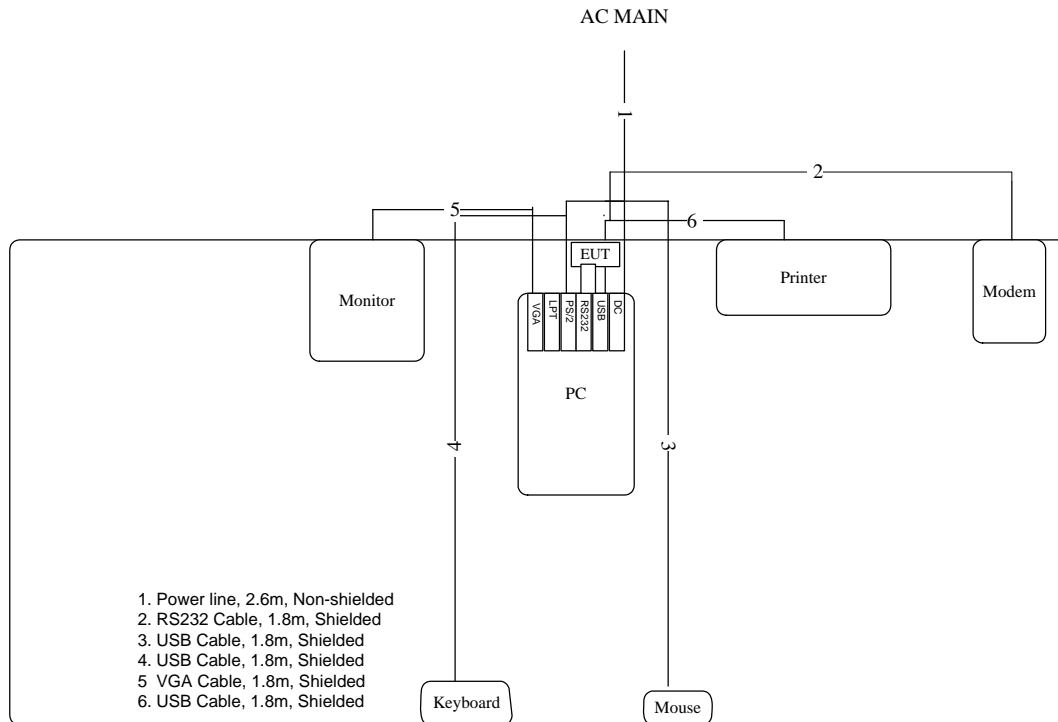 AC MAIN
1
2
5
6
EUT
Monitor
Printer
Modem
VGA
LPT
PS/2
RS232
USB
DC
PC
4
3
1. Power line, 2.6m, Non-shielded
2. RS232 Cable, 1.8m, Shielded
3. USB Cable, 1.8m, Shielded
4. USB Cable, 1.8m, Shielded
5 VGA Cable, 1.8m, Shielded
6. USB Cable, 1.8m, Shielded
Keyboard
Mouse